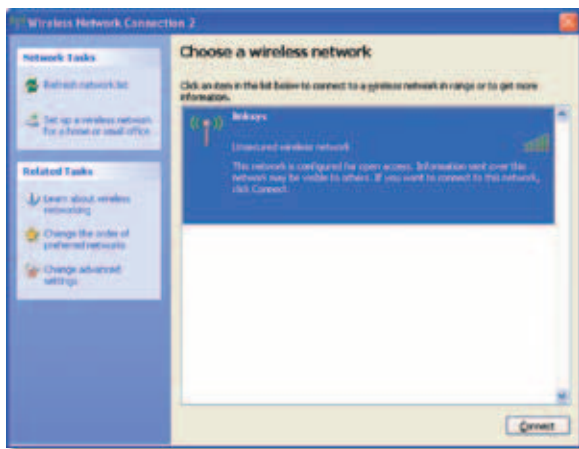 Wireless Network Connection 2
Network Tasks
Refresh network list
Set up a wireless network
for a home or small office
Related Tasks
Learn about wireless
networking
Change the order of
preferred networks
Change advanced
settings
Choose a wireless network
Click an item in the list below to connect to a wireless network in range or to get more
information.
linksys
Unsecured wireless network
This network is configured for open access. Information sent over this
network may be visible to others. If you want to connect to this network,
click Connect.
Connect